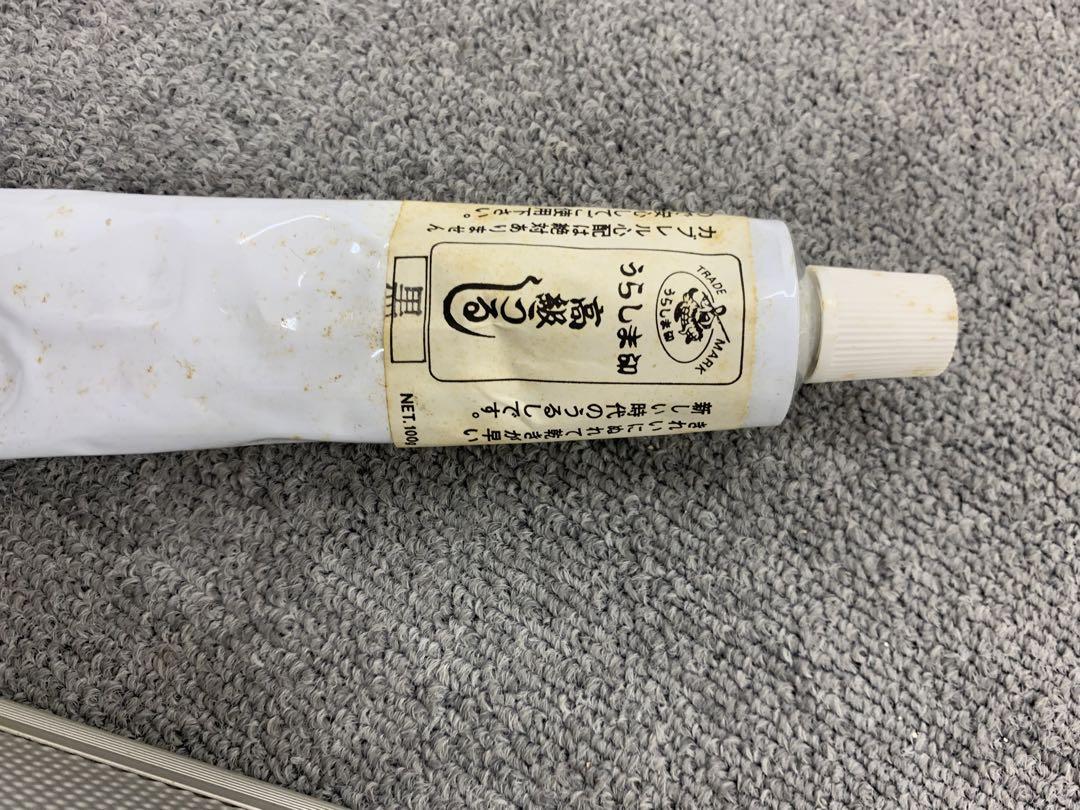 きれいにぬれて乾きが早い
新しい時代のうるしです。
TRADE MARK
うらしま印
うらしま印
高級うるし
黒
カブレル心配は絶対ありません
安心してご使用下さい。
NET. 100g